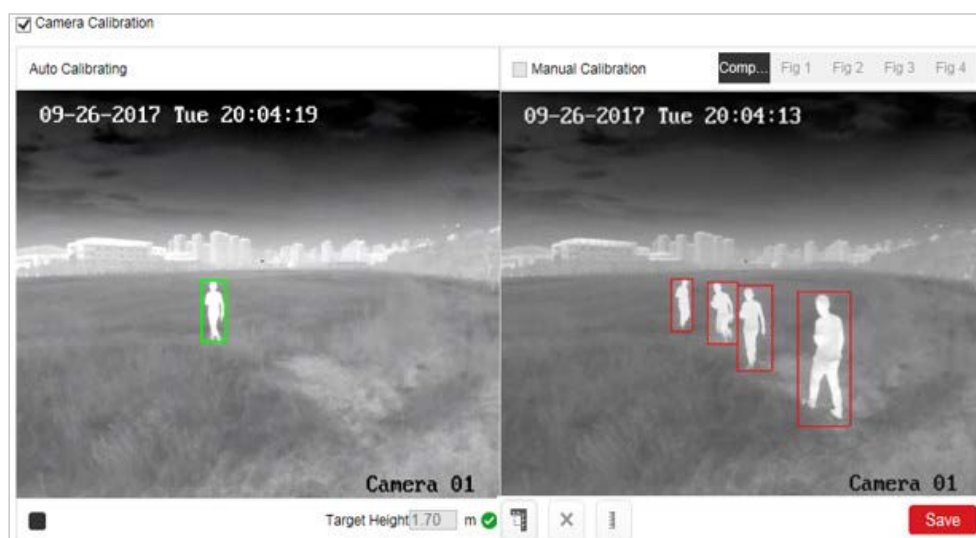 Camera Calibration
Auto Calibrating
Manual Calibration Comp... Fig 1 Fig 2 Fig 3 Fig 4
09-26-2017 Tue 20:04:19
09-26-2017 Tue 20:04:13
Camera 01
Camera 01
Target Height 1.70 m
Save